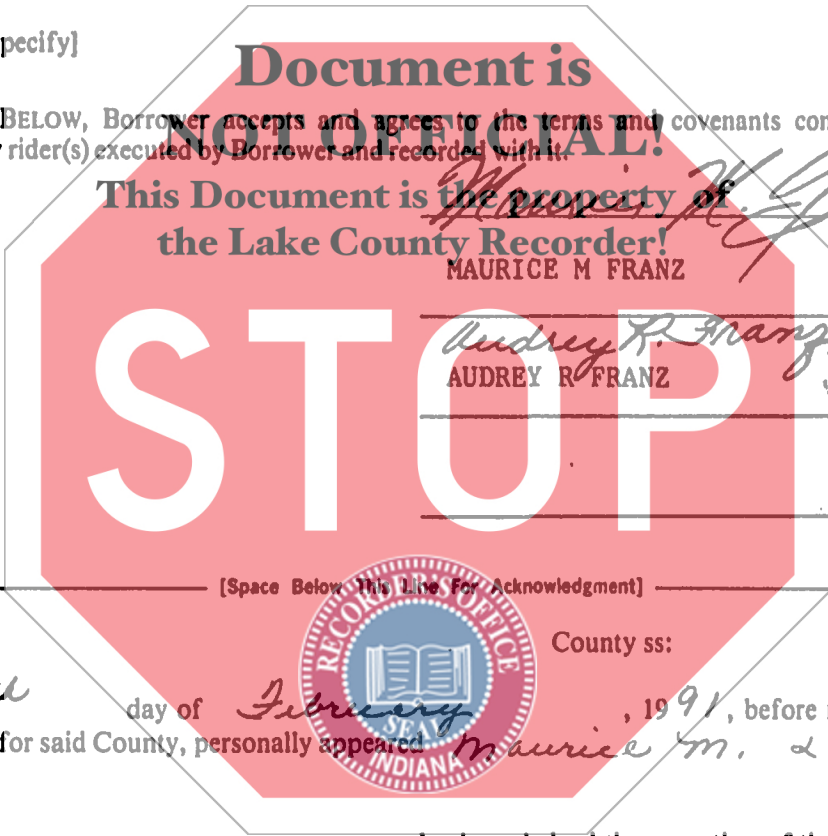 pecify]
Document is
BELOW, Borrower accepts and agrees to the terms and covenants con
NOT OFFICIAL!
rider(s) executed by Borrower and recorded with it.
This Document is the property of
the Lake County Recorder!
Maurice M.
MAURICE M FRANZ
Audrey R. Franz
AUDREY R FRANZ
STOP
[Space Below This Line For Acknowledgment]
RECORDER'S OFFICE
SEAL
INDIANA
County ss:
day of February, 1991, before
for said County, personally appeared Maurice M. &